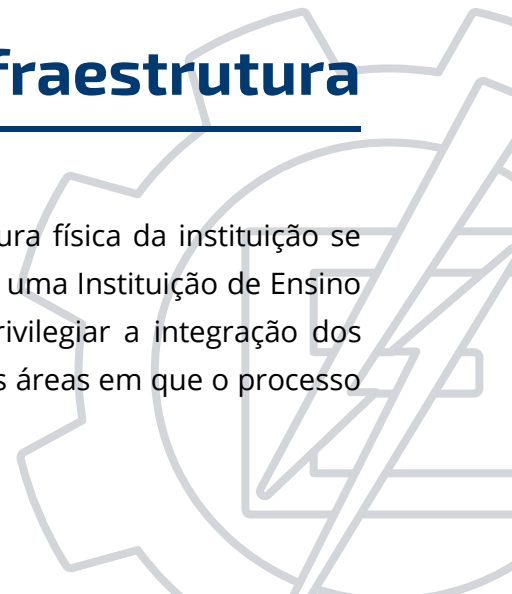 fraestrutura
ura física da instituição se
uma Instituição de Ensino
rivilegiar a integração dos
s áreas em que o processo